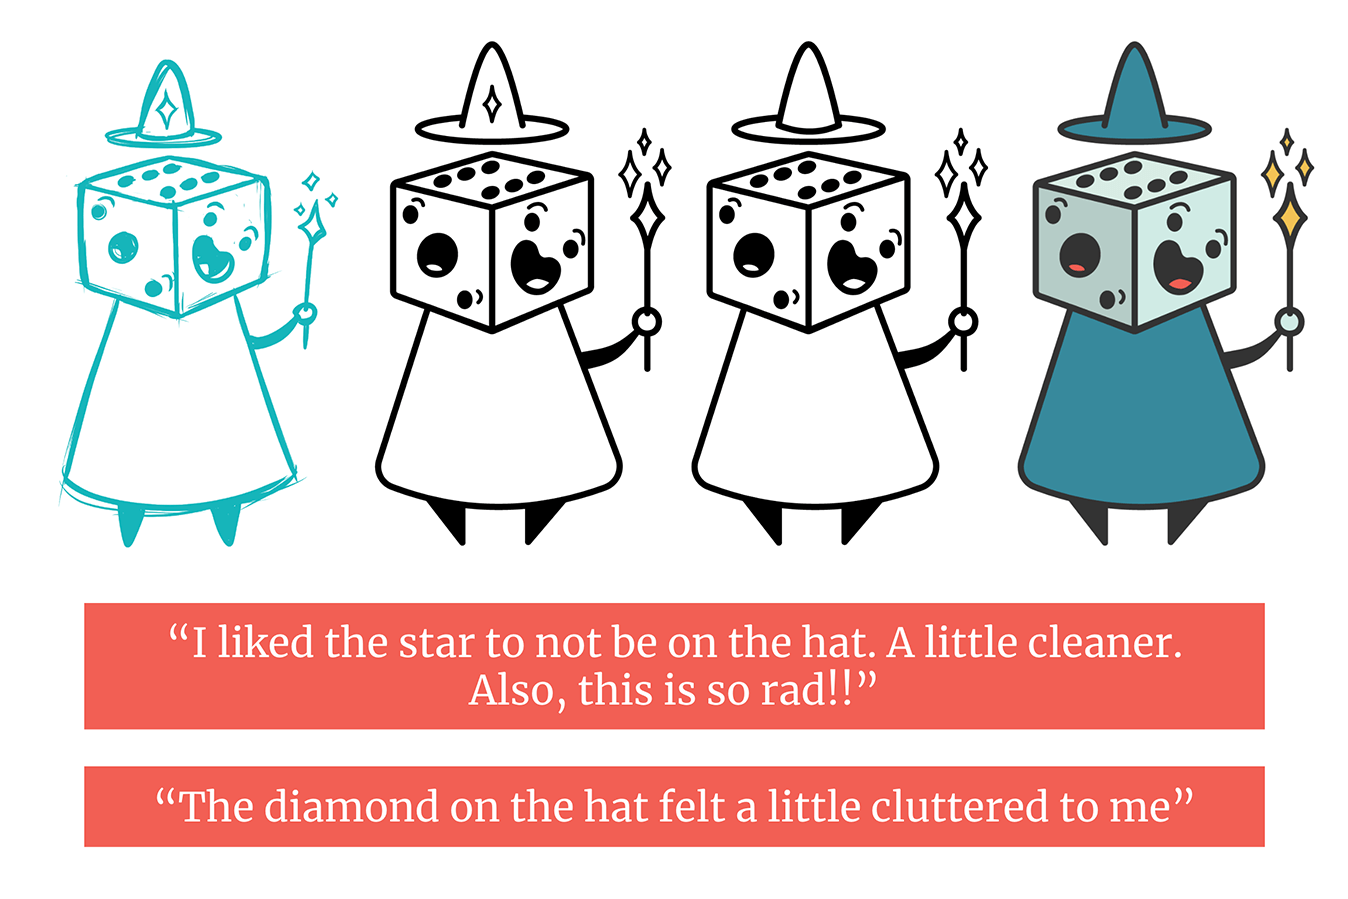 “I liked the star to not be on the hat. A little cleaner.
Also, this is so rad!!”
“The diamond on the hat felt a little cluttered to me”